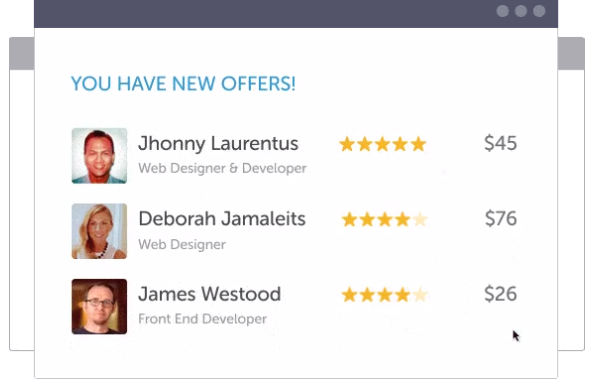 YOU HAVE NEW OFFERS!
Jhonny Laurentus $45
Web Designer & Developer
Deborah Jamaleits $76
Web Designer
James Westood $26
Front End Developer